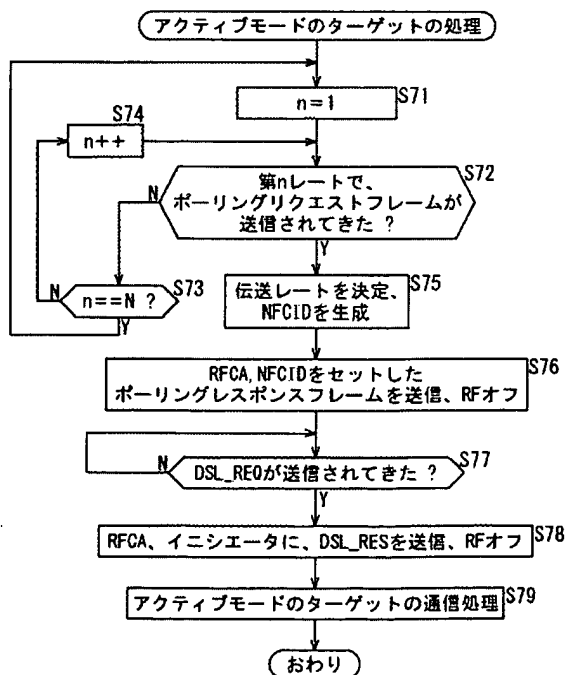 アクティブモードのターゲットの処理
n=1
S71
S74
n++
S72
第nレートで、
ポーリングリクエストフレームが
送信されてきた ?
N
Y
S73
n==N ?
N
Y
S75
伝送レートを決定、
NFCIDを生成
S76
RFCA,NFCIDをセットした
ポーリングレスポンスフレームを送信、RFオフ
S77
DSL_REQが送信されてきた ?
N
Y
S78
RFCA、イニシエータに、DSL_RESを送信、RFオフ
S79
アクティブモードのターゲットの通信処理
おわり